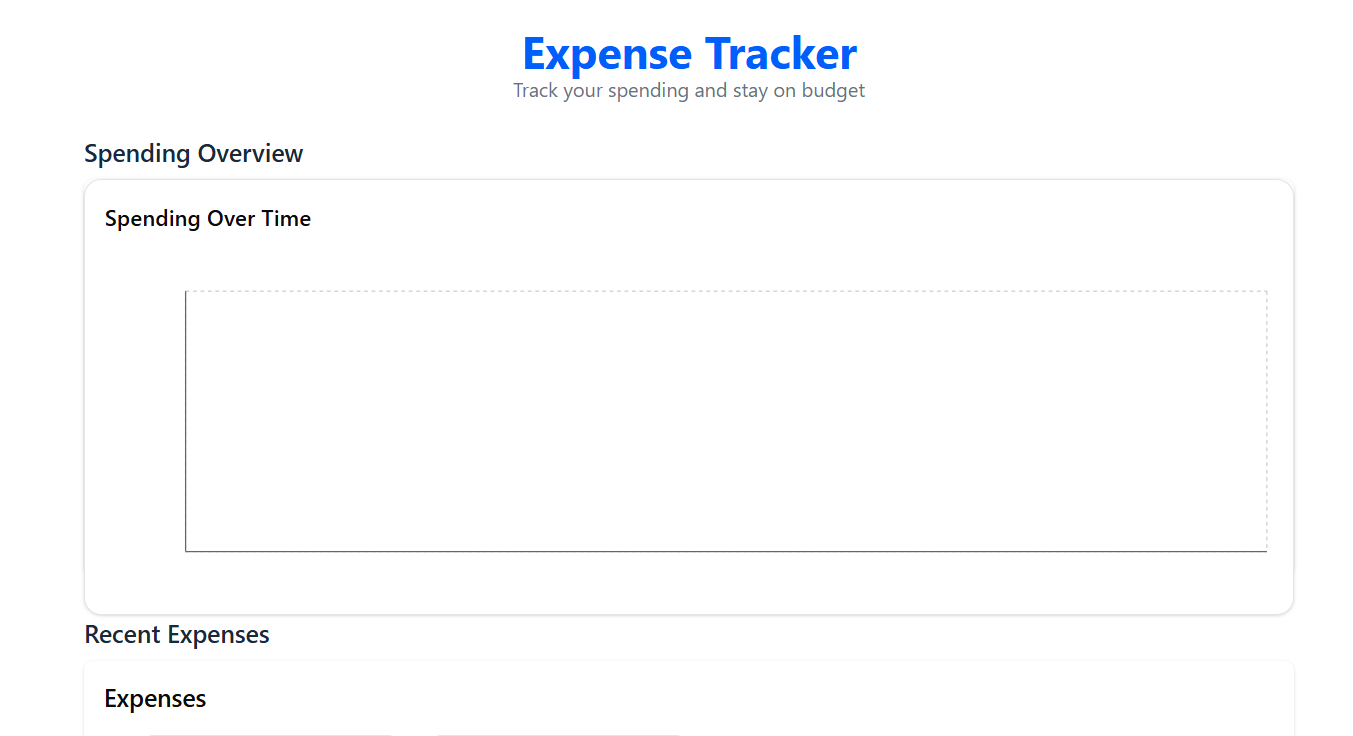 Expense Tracker
Track your spending and stay on budget
Spending Overview
Spending Over Time
Recent Expenses
Expenses